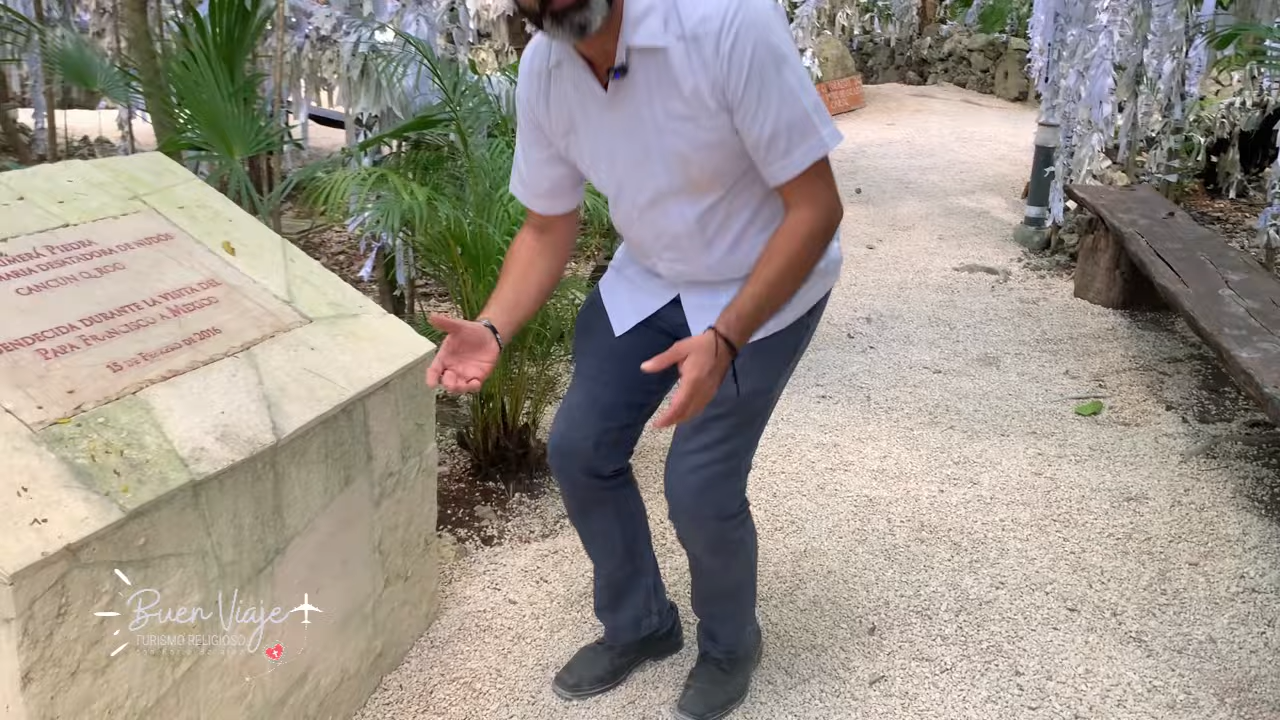 PRIMERA PIEDRA
MARIA DESATADORA DE NUDOS
CANCUN Q.ROO
BENDECIDA DURANTE LA VISITA DEL
PAPA FRANCISCO A MEXICO
15 DE FEBRERO DE 2016
Buen Viaje
TURISMO RELIGIOSO